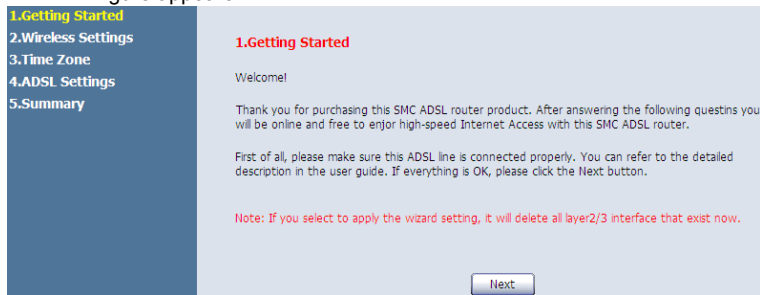 1.Getting Started
2.Wireless Settings
3.Time Zone
4.ADSL Settings
5.Summary
1.Getting Started
Welcome!
Thank you for purchasing this SMC ADSL router product. After answering the following questins you
will be online and free to enjor high-speed Internet Access with this SMC ADSL router.
First of all, please make sure this ADSL line is connected properly. You can refer to the detailed
description in the user guide. If everything is OK, please click the Next button.
Note: If you select to apply the wizard setting, it will delete all layer2/3 interface that exist now.
Next